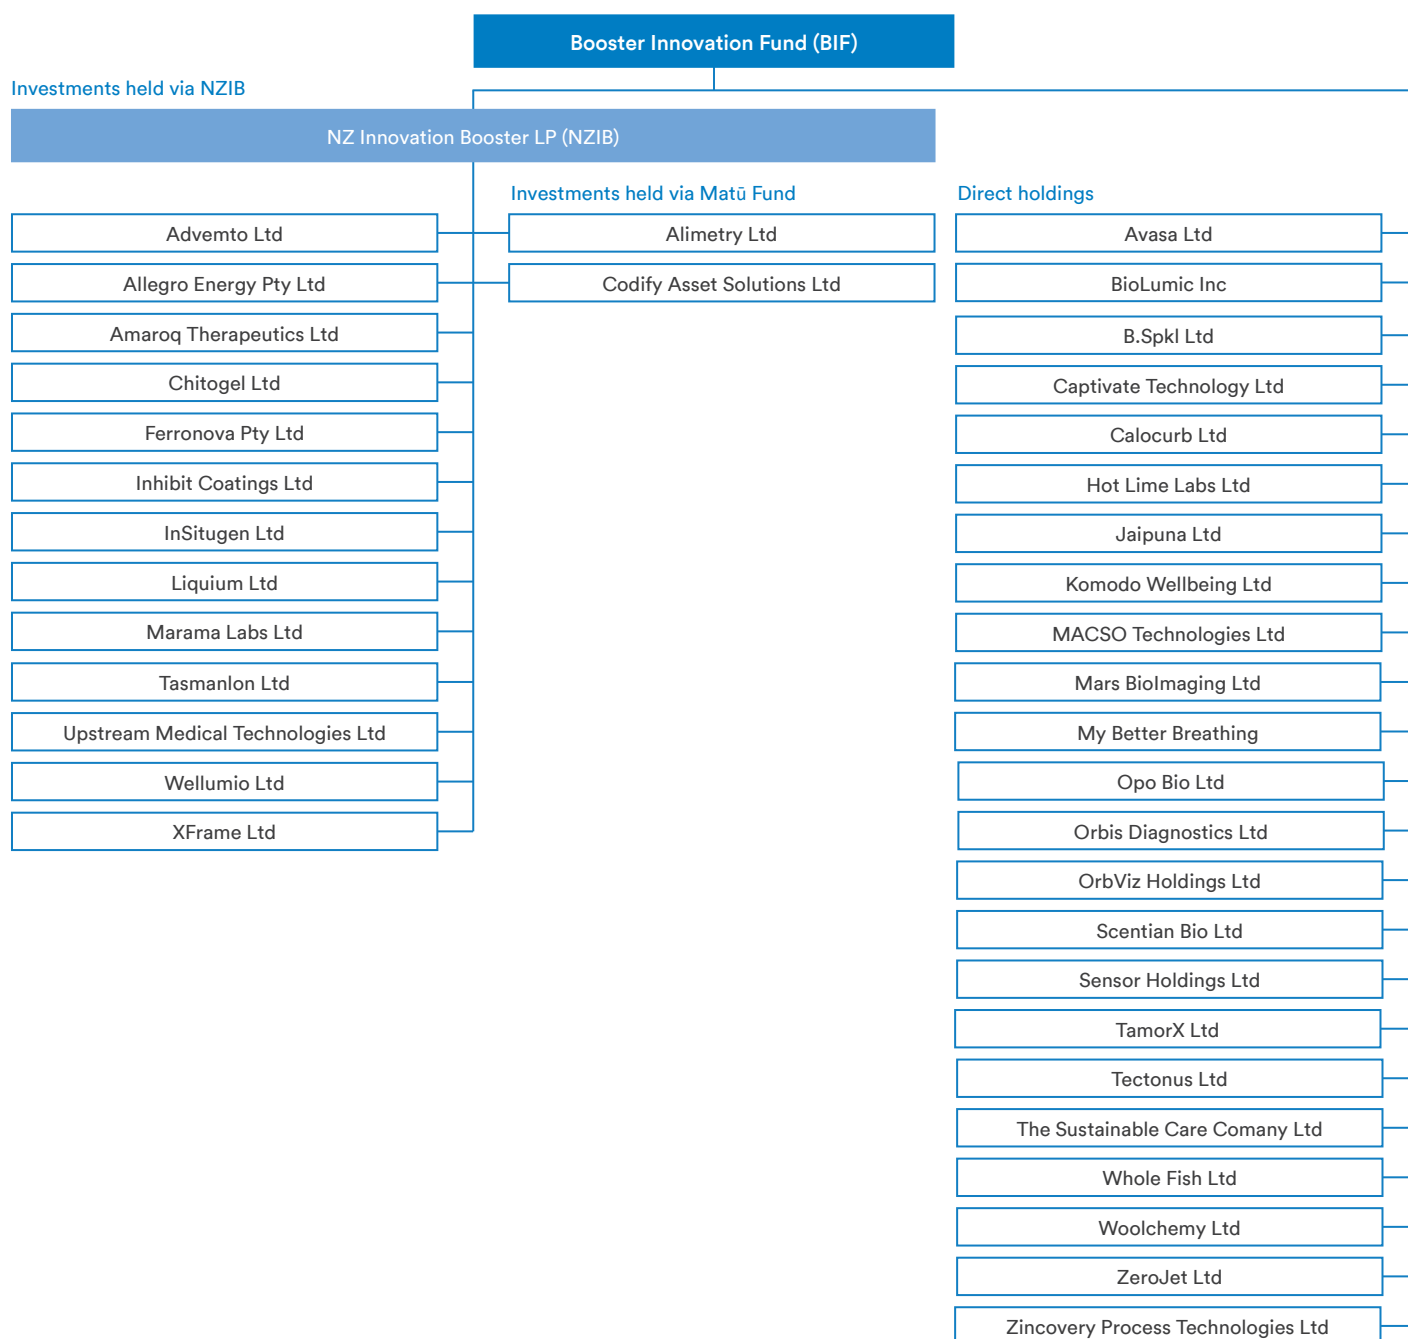 Booster Innovation Fund (BIF)
Investments held via NZIB
NZ Innovation Booster LP (NZIB)
Advemto Ltd
Allegro Energy Pty Ltd
Amaroq Therapeutics Ltd
Chitogel Ltd
Ferronova Pty Ltd
Inhibit Coatings Ltd
InSitugen Ltd
Liquium Ltd
Marama Labs Ltd
TasmanIon Ltd
Upstream Medical Technologies Ltd
Wellumio Ltd
XFrame Ltd
Investments held via Matū Fund
Alimetry Ltd
Codify Asset Solutions Ltd
Direct holdings
Avasa Ltd
BioLumic Inc
B.Spkl Ltd
Captivate Technology Ltd
Calocurb Ltd
Hot Lime Labs Ltd
Jaipuna Ltd
Komodo Wellbeing Ltd
MACSO Technologies Ltd
Mars BioImaging Ltd
My Better Breathing
Opo Bio Ltd
Orbis Diagnostics Ltd
OrbViz Holdings Ltd
Scentian Bio Ltd
Sensor Holdings Ltd
TamorX Ltd
Tectonus Ltd
The Sustainable Care Comany Ltd
Whole Fish Ltd
Woolchemy Ltd
ZeroJet Ltd
Zincovery Process Technologies Ltd